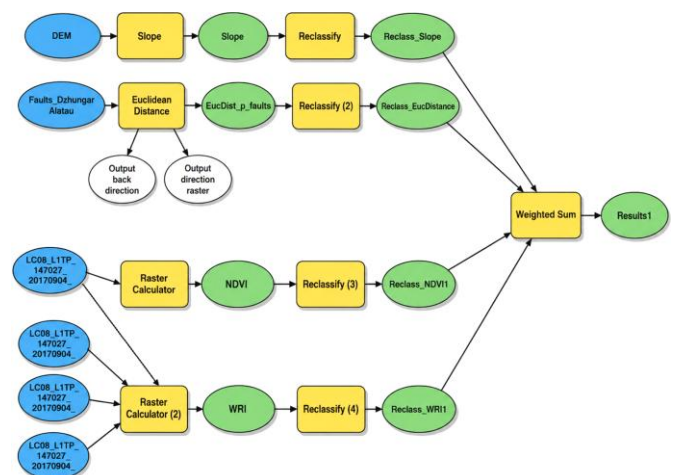 DEM
Slope
Slope
Reclassify
Reclass_Slope
Faults_Dzhungar
Alatau
Euclidean
Distance
EucDist_p_faults
Reclassify (2)
Reclass_EucDistance
Output
back
direction
Output
direction
raster
Weighted Sum
Results1
LC08_L1TP_
147027_
20170904_
Raster
Calculator
NDVI
Reclassify (3)
Reclass_NDVI1
LC08_L1TP_
147027_
20170904_
LC08_L1TP_
147027_
20170904_
Raster
Calculator (2)
WRI
Reclassify (4)
Reclass_WRI1
LC08_L1TP_
147027_
20170904_